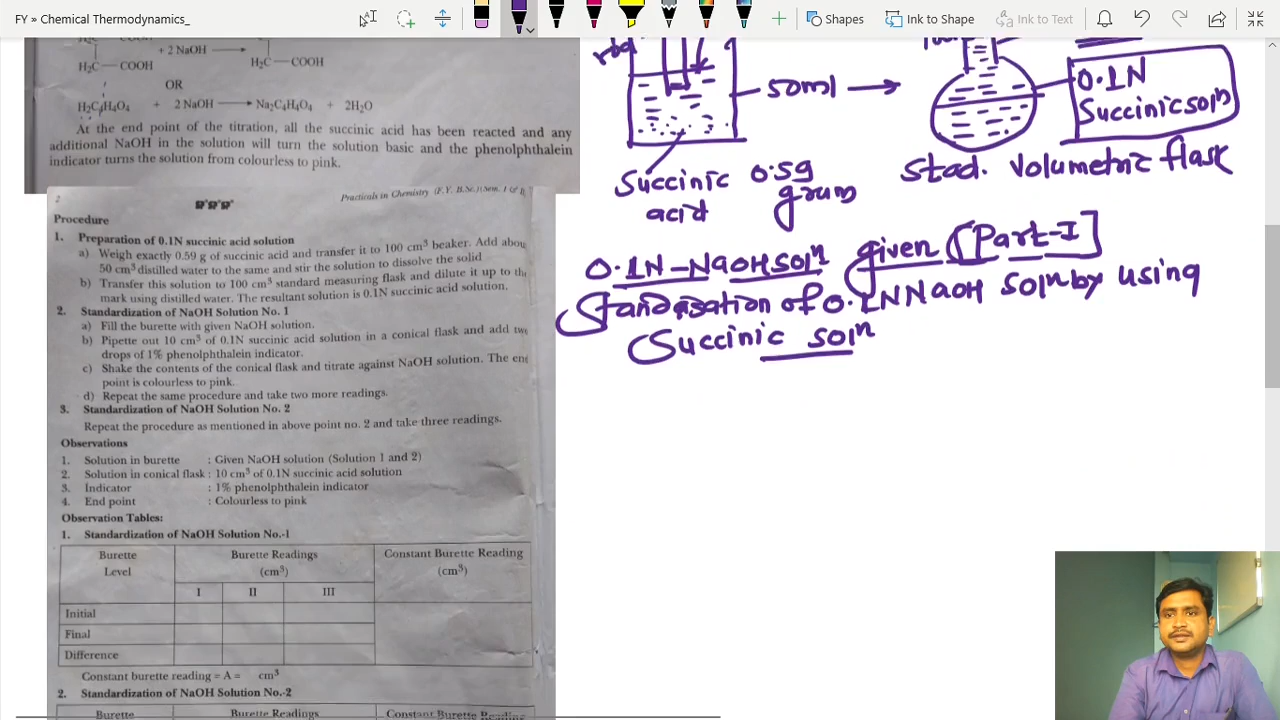 FY » Chemical Thermodynamics_
Shapes
Ink to Shape
Ink to Text
+ 2 NaOH
H₂C — COOH
H₂C — COOH
OR
H₂C₄H₄O₄ + 2 NaOH ⟶ Na₂C₄H₄O₄ + 2H₂O
At the end point of the titration, all the succinic acid has been reacted and any
additional NaOH in the solution will turn the solution basic and the phenolphthalein
indicator turns the solution from colourless to pink.
2
Practicals in Chemistry (F.Y. B.Sc.) (Sem. I & II)
Procedure
1. Preparation of 0.1N succinic acid solution
a) Weigh exactly 0.59 g of succinic acid and transfer it to 100 cm³ beaker. Add abou
50 cm³ distilled water to the same and stir the solution to dissolve the solid
b) Transfer this solution to 100 cm³ standard measuring flask and dilute it up to the
mark using distilled water. The resultant solution is 0.1N succinic acid solution.
2. Standardization of NaOH Solution No. 1
a) Fill the burette with given NaOH solution.
b) Pipette out 10 cm³ of 0.1N succinic acid solution in a conical flask and add two
drops of 1% phenolphthalein indicator.
c) Shake the contents of the conical flask and titrate against NaOH solution. The end
point is colourless to pink.
d) Repeat the same procedure and take two more readings.
3. Standardization of NaOH Solution No. 2
Repeat the procedure as mentioned in above point no. 2 and take three readings.
Observations
1. Solution in burette : Given NaOH solution (Solution 1 and 2)
2. Solution in conical flask : 10 cm³ of 0.1N succinic acid solution
3. Indicator : 1% phenolphthalein indicator
4. End point : Colourless to pink
Observation Tables:
1. Standardization of NaOH Solution No.-1
Burette Level
Burette Readings (cm³)
Constant Burette Reading (cm³)
I II III
Initial
Final
Difference
Constant burette reading = A = cm³
2. Standardization of NaOH Solution No.-2
Burette Burette Readings Constant Burette Reading
50ml
0.1N
Succinic soln
Succinic 0.5g
acid gram
Stad. volumetric flask
0.1N-NaOH soln given (Part-I]
Standisation of 0.1N NaOH soln by using
Succinic soln